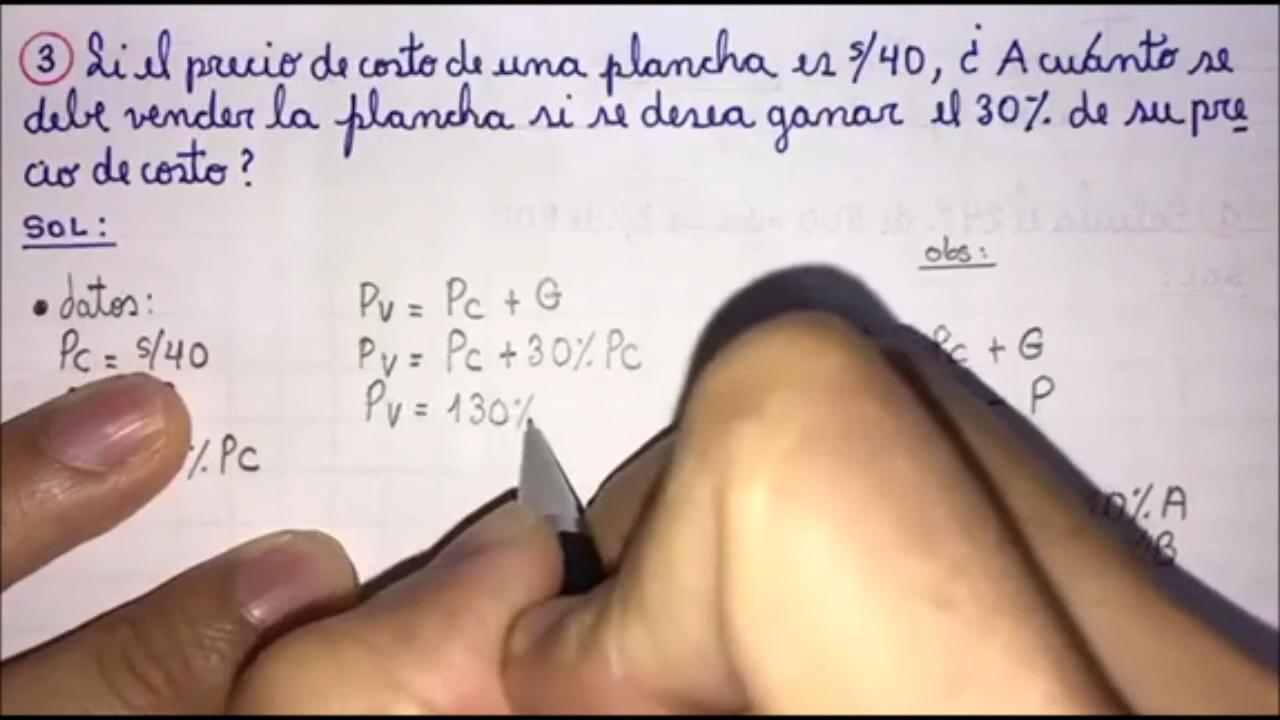 3 Si el precio de costo de una plancha es s/40, ¿A cuánto se
debe vender la plancha si se desea ganar el 30% de su pre
cio de costo?
SOL:
obs:
• datos:
Pv = Pc + G
Pc = s/40
Pv = Pc + 30% Pc
Pc + G
Pv = 130%
P
% Pc
0% A
%B